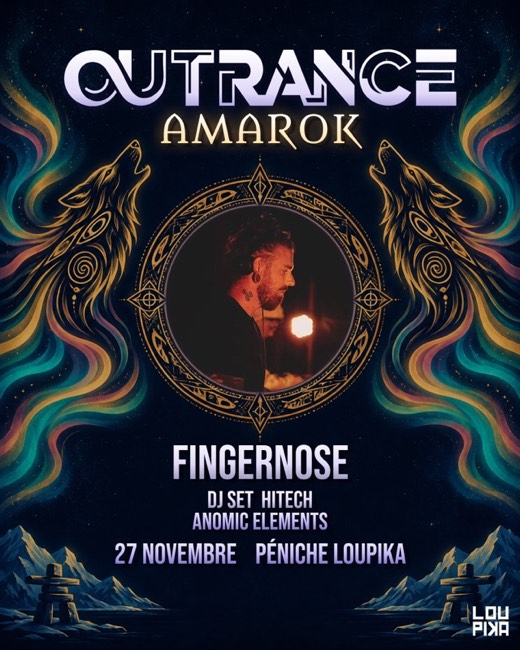 OUTRANCE
AMAROK
FINGERNOSE
DJ SET HITECH
ANOMIC ELEMENTS
27 NOVEMBRE PÉNICHE LOUPIKA
LOU
PIKA